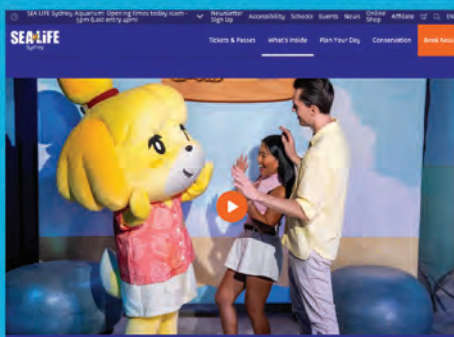 SEA LIFE Sydney Aquarium: Opening times today 10am -
5pm (Last entry 4pm)
Newsletter
Sign Up
Accessibility
Schools
Events
News
Online
Shop
Affiliate
SEA LIFE
Sydney
Tickets & Passes
What's Inside
Plan Your Day
Conservation
Book Now